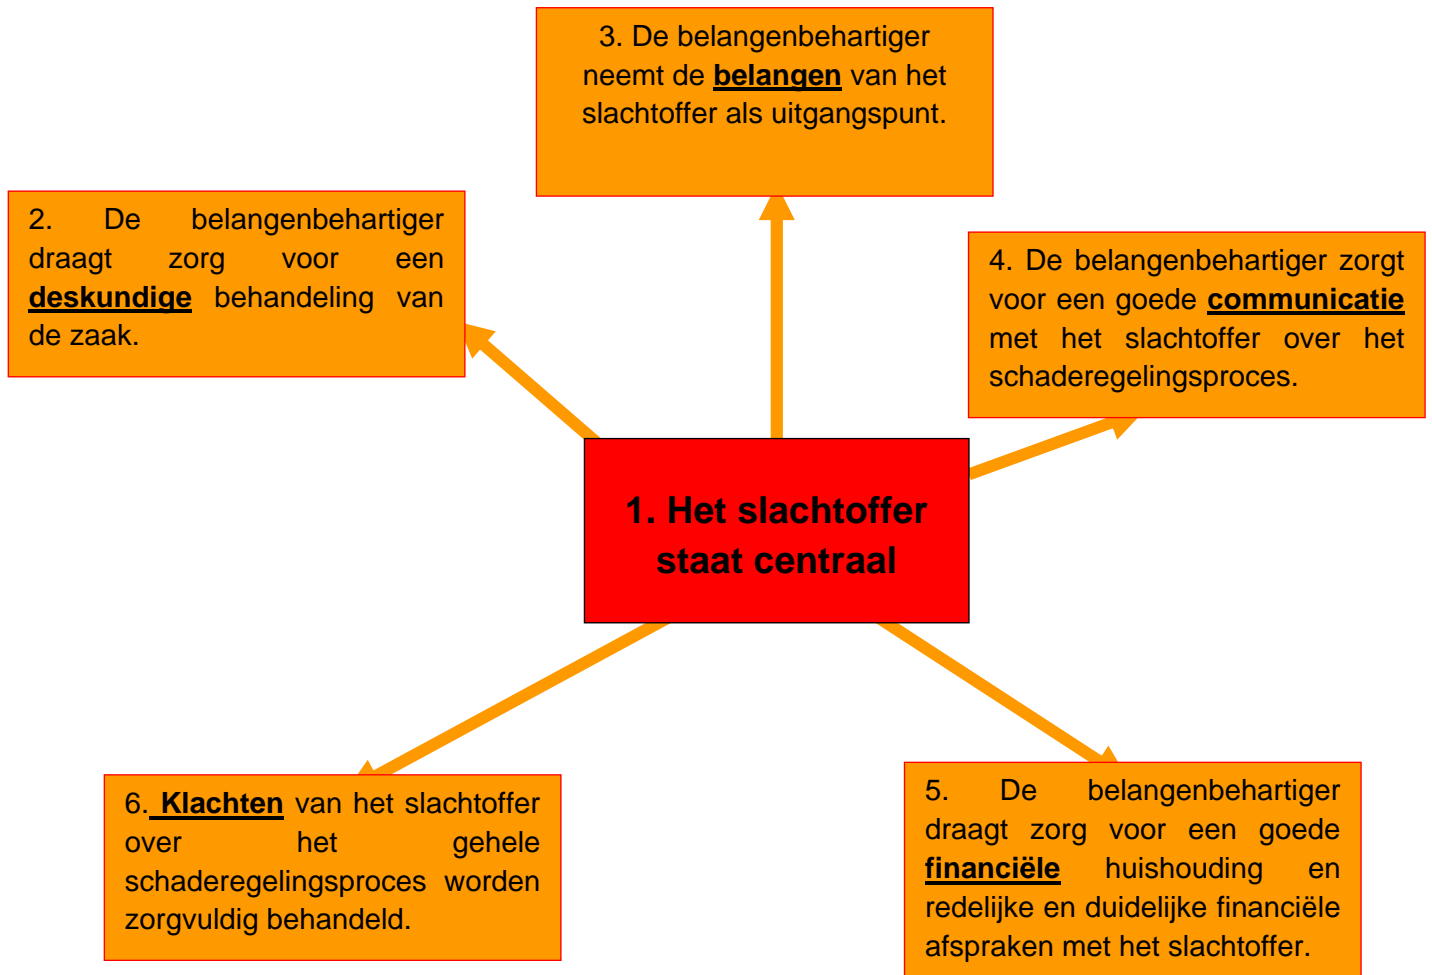 3. De belangenbehartiger
neemt de belangen van het
slachtoffer als uitgangspunt.
2. De belangenbehartiger
draagt zorg voor een
deskundige behandeling van
de zaak.
4. De belangenbehartiger zorgt
voor een goede communicatie
met het slachtoffer over het
schaderegelingsproces.
1. Het slachtoffer
staat centraal
6. Klachten van het slachtoffer
over het gehele
schaderegelingsproces worden
zorgvuldig behandeld.
5. De belangenbehartiger
draagt zorg voor een goede
financiële huishouding en
redelijke en duidelijke financiële
afspraken met het slachtoffer.